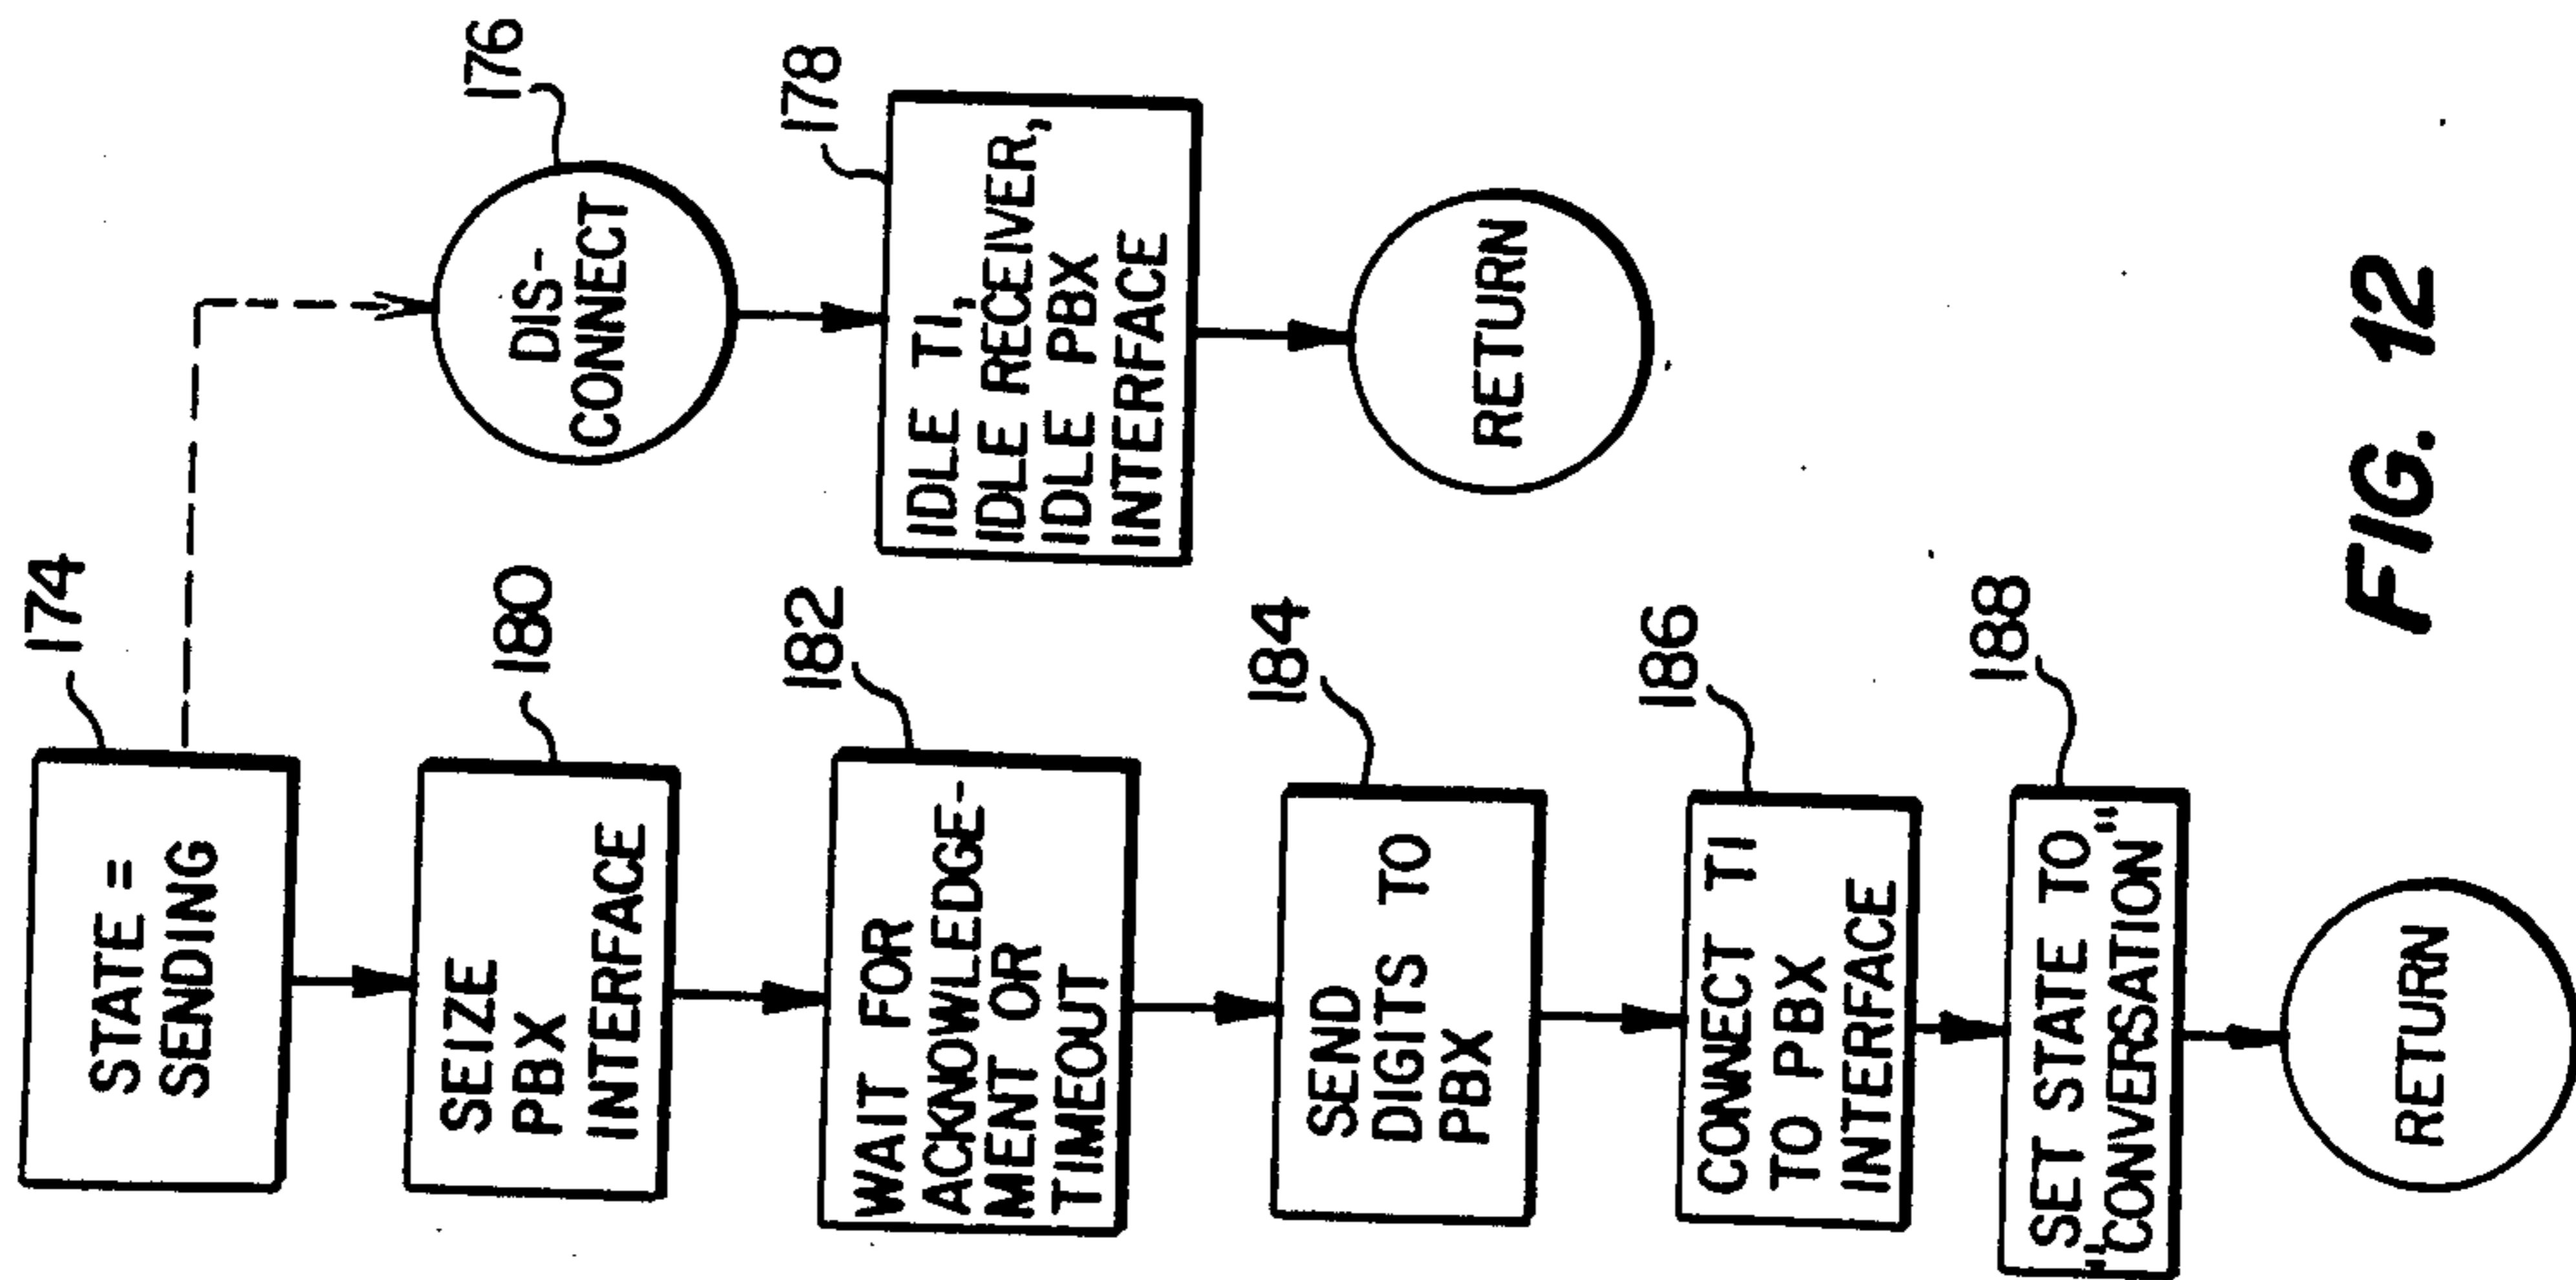 174
STATE =
SENDING
180
SEIZE
PBX
INTERFACE
182
WAIT FOR
ACKNOWLEDGE-
MENT OR
TIMEOUT
184
SEND
DIGITS TO
PBX
186
CONNECT TI
TO PBX
INTERFACE
188
SET STATE TO
"CONVERSATION"
RETURN
176
DIS-
CONNECT
178
IDLE TI,
IDLE RECEIVER,
IDLE PBX
INTERFACE
RETURN
FIG. 12